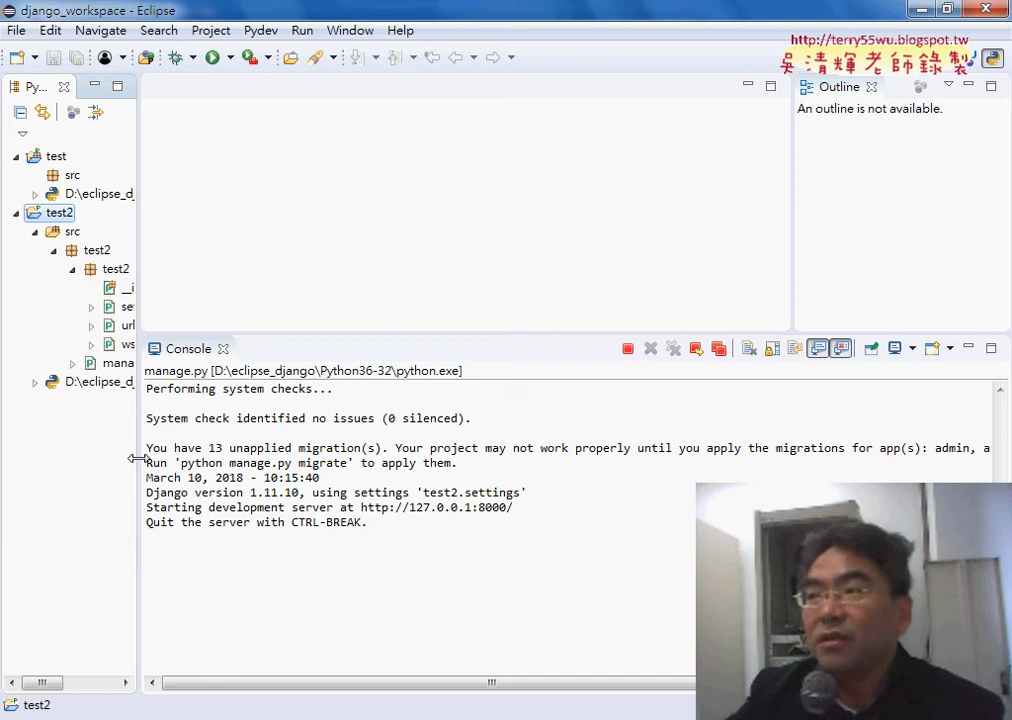 django_workspace - Eclipse
File Edit Navigate Search Project Pydev Run Window Help
http://terry55wu.blogspot.tw
吳清輝老師錄製
Py...
Outline
An outline is not available.
test
src
D:\eclipse_d
test2
src
test2
test2
__i
se
url
ws
mana
D:\eclipse_d
Console
manage.py [D:\eclipse_django\Python36-32\python.exe]
Performing system checks...
System check identified no issues (0 silenced).
You have 13 unapplied migration(s). Your project may not work properly until you apply the migrations for app(s): admin, a
Run 'python manage.py migrate' to apply them.
March 10, 2018 - 10:15:40
Django version 1.11.10, using settings 'test2.settings'
Starting development server at http://127.0.0.1:8000/
Quit the server with CTRL-BREAK.
test2